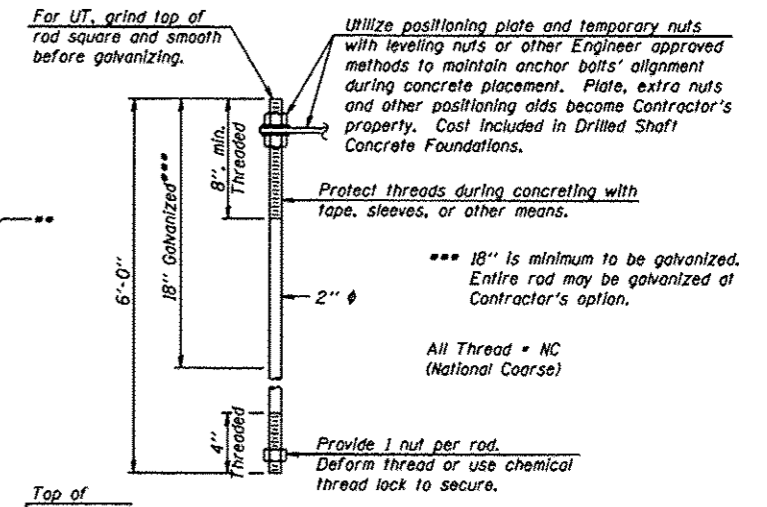 For UT, grind top of
rod square and smooth
before galvanizing.
Utilize positioning plate and temporary nuts
with leveling nuts or other Engineer approved
methods to maintain anchor bolts' alignment
during concrete placement. Plate, extra nuts
and other positioning aids become Contractor's
property. Cost included in Drilled Shaft
Concrete Foundations.
8", min.
Threaded
18" Galvanized***
6'-0"
**
Protect threads during concreting with
tape, sleeves, or other means.
*** 18" is minimum to be galvanized.
Entire rod may be galvanized at
Contractor's option.
2" ϕ
All Thread = NC
(National Coarse)
4"
Threaded
Provide 1 nut per rod.
Deform thread or use chemical
thread lock to secure.
Top of